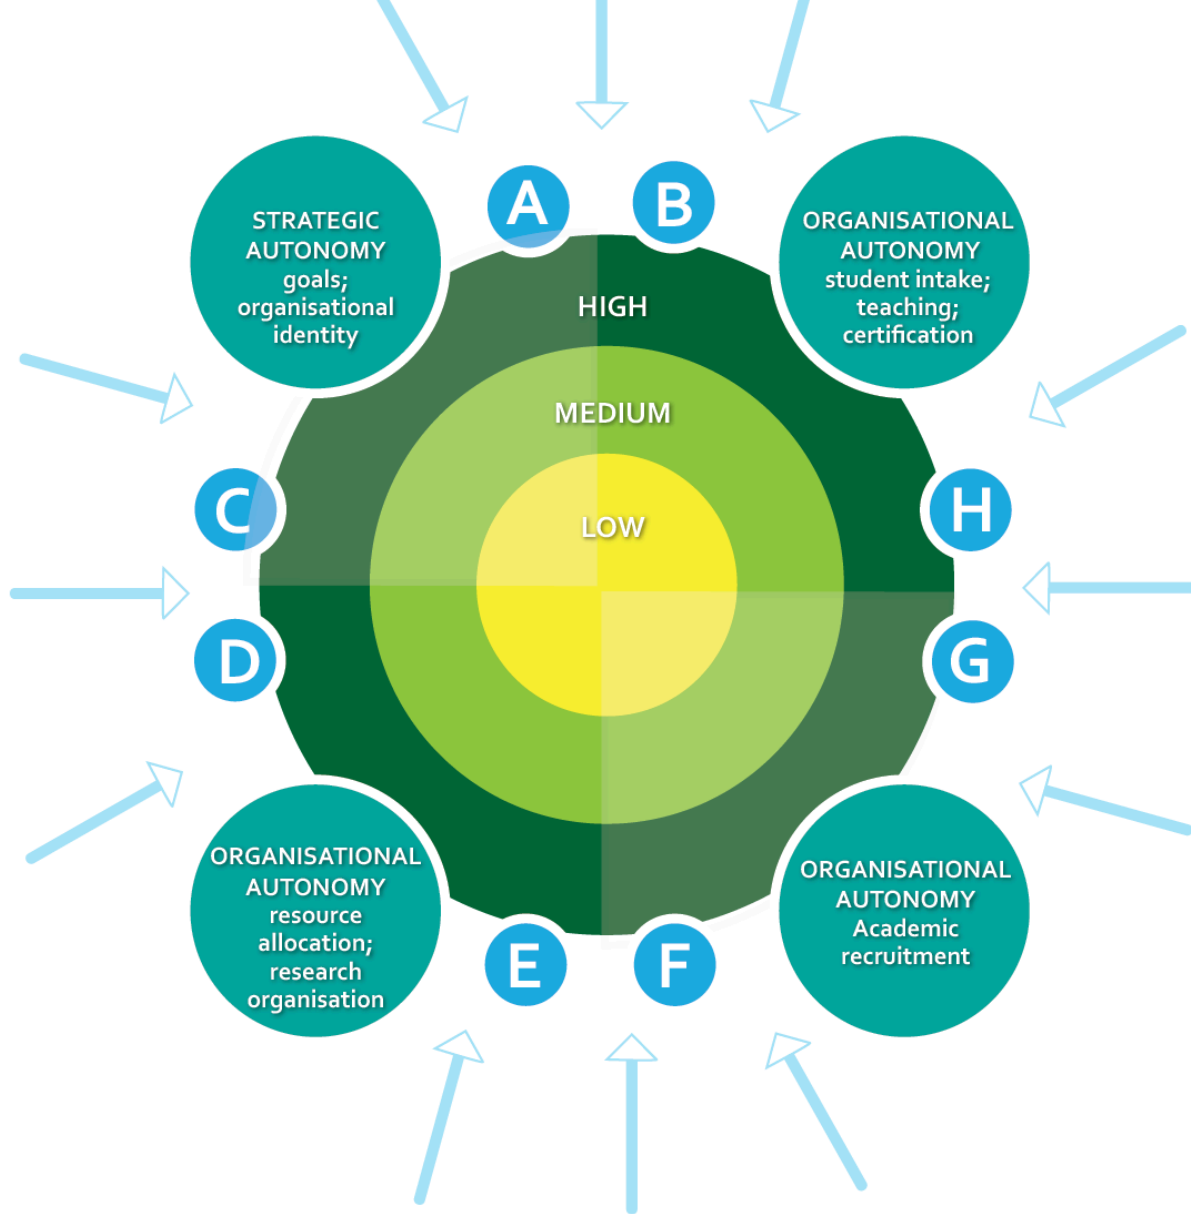 A
B
STRATEGIC
AUTONOMY
goals;
organisational
identity
ORGANISATIONAL
AUTONOMY
student intake;
teaching;
certification
HIGH
MEDIUM
LOW
C
H
D
G
ORGANISATIONAL
AUTONOMY
resource
allocation;
research
organisation
ORGANISATIONAL
AUTONOMY
Academic
recruitment
E
F